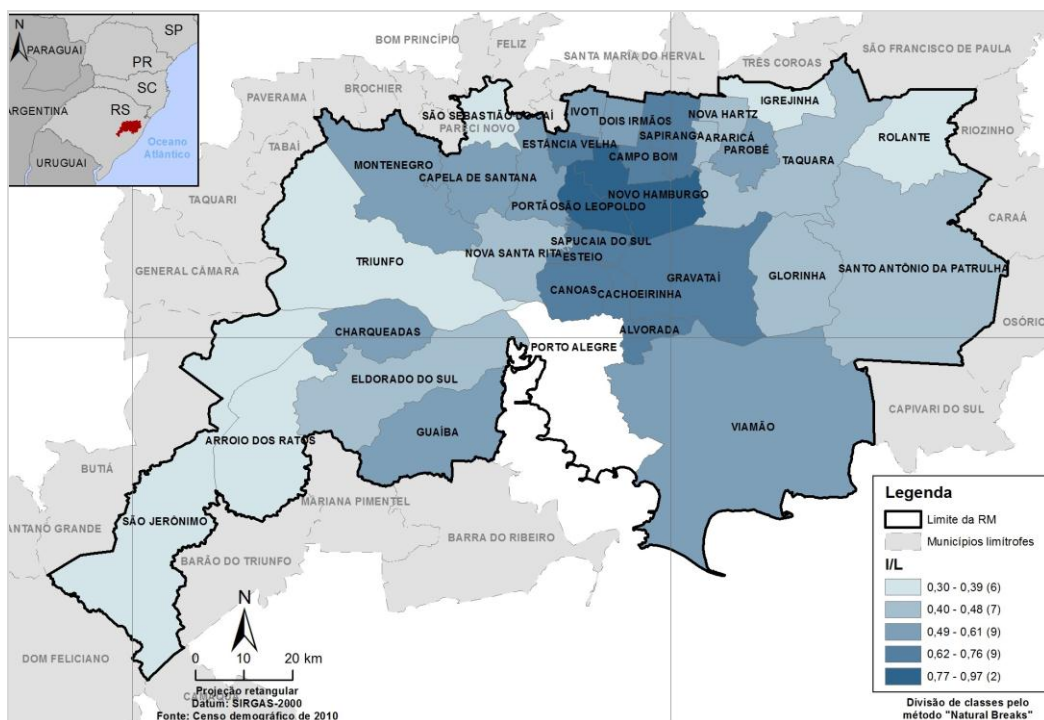 N
SP
PARAGUAI
PR
SC
ARGENTINA
RS
Oceano
Atlântico
URUGUAI
BOM PRINCÍPIO
FELIZ
SANTA MARIA DO HERVAL
TRÊS COROAS
SÃO FRANCISCO DE PAULA
PAVERAMA
BROCHIER
SÃO SEBASTIÃO DO CAÍ
PARECI NOVO
IVOTI
DOIS IRMÃOS
NOVA HARTZ
IGREJINHA
ROLANTE
RIOZINHO
TABAÍ
ESTÂNCIA VELHA
SAPIRANGA
ARARICÁ
PAROBÉ
TAQUARA
MONTENEGRO
CAMPO BOM
CAPELA DE SANTANA
TAQUARI
PORTÃO
SÃO LEOPOLDO
NOVO HAMBURGO
CARAÁ
GENERAL CÂMARA
TRIUNFO
NOVA SANTA RITA
SAPUCAIA DO SUL
ESTEIO
GRAVATAÍ
GLORINHA
SANTO ANTÔNIO DA PATRULHA
CANOAS
CACHOEIRINHA
OSÓRIO
CHARQUEADAS
PORTO ALEGRE
ALVORADA
ELDORADO DO SUL
CAPIVARI DO SUL
ARROIO DOS RATOS
GUAÍBA
VIAMÃO
BUTIÁ
MARIANA PIMENTEL
ANTANO GRANDE
SÃO JERÔNIMO
BARRA DO RIBEIRO
BARÃO DO TRIUNFO
DOM FELICIANO
CAMAQUÃ
N
0 10 20 km
Projeção retangular
Datum: SIRGAS-2000
Fonte: Censo demográfico de 2010
Legenda
Limite da RM
Municípios limítrofes
I/L
0,30 - 0,39 (6)
0,40 - 0,48 (7)
0,49 - 0,61 (9)
0,62 - 0,76 (9)
0,77 - 0,97 (2)
Divisão de classes pelo
método "Natural Breaks"